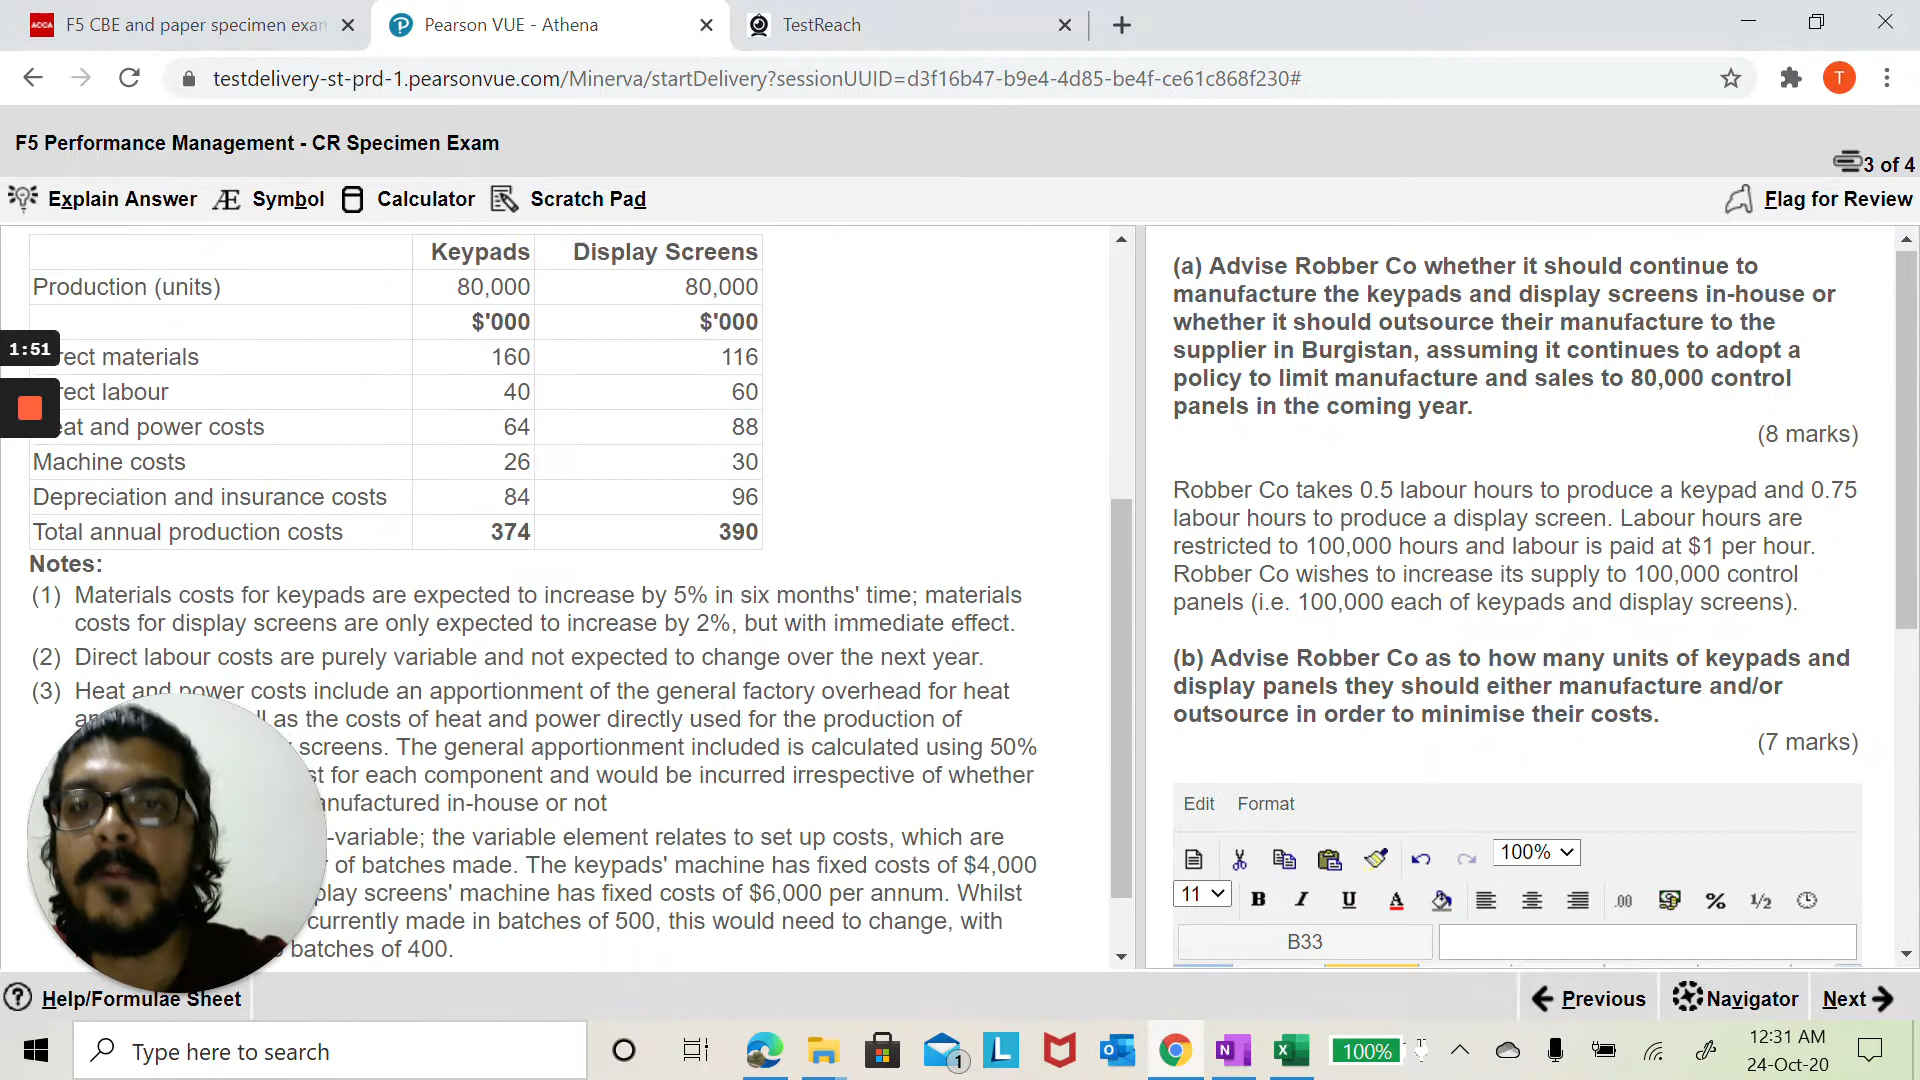 F5 CBE and paper specimen exam
Pearson VUE - Athena
TestReach
testdelivery-st-prd-1.pearsonvue.com/Minerva/startDelivery?sessionUUID=d3f16b47-b9e4-4d85-be4f-ce61c868f230#
T
F5 Performance Management - CR Specimen Exam
3 of 4
Explain Answer
Symbol
Calculator
Scratch Pad
Flag for Review
Keypads Display Screens
Production (units) 80,000 80,000
$'000 $'000
rect materials 160 116
rect labour 40 60
eat and power costs 64 88
Machine costs 26 30
Depreciation and insurance costs 84 96
Total annual production costs 374 390
1:51
Notes:
(1) Materials costs for keypads are expected to increase by 5% in six months' time; materials
costs for display screens are only expected to increase by 2%, but with immediate effect.
(2) Direct labour costs are purely variable and not expected to change over the next year.
(3) Heat and power costs include an apportionment of the general factory overhead for heat
as the costs of heat and power directly used for the production of
screens. The general apportionment included is calculated using 50%
for each component and would be incurred irrespective of whether
anufactured in-house or not
-variable; the variable element relates to set up costs, which are
of batches made. The keypads' machine has fixed costs of $4,000
play screens' machine has fixed costs of $6,000 per annum. Whilst
currently made in batches of 500, this would need to change, with
batches of 400.
(a) Advise Robber Co whether it should continue to
manufacture the keypads and display screens in-house or
whether it should outsource their manufacture to the
supplier in Burgistan, assuming it continues to adopt a
policy to limit manufacture and sales to 80,000 control
panels in the coming year.
(8 marks)
Robber Co takes 0.5 labour hours to produce a keypad and 0.75
labour hours to produce a display screen. Labour hours are
restricted to 100,000 hours and labour is paid at $1 per hour.
Robber Co wishes to increase its supply to 100,000 control
panels (i.e. 100,000 each of keypads and display screens).
(b) Advise Robber Co as to how many units of keypads and
display panels they should either manufacture and/or
outsource in order to minimise their costs.
(7 marks)
Edit Format
100%
11 B I U A .00 % 1/2
B33
Help/Formulae Sheet
Previous
Navigator
Next
Type here to search
1
100%
12:31 AM
24-Oct-20